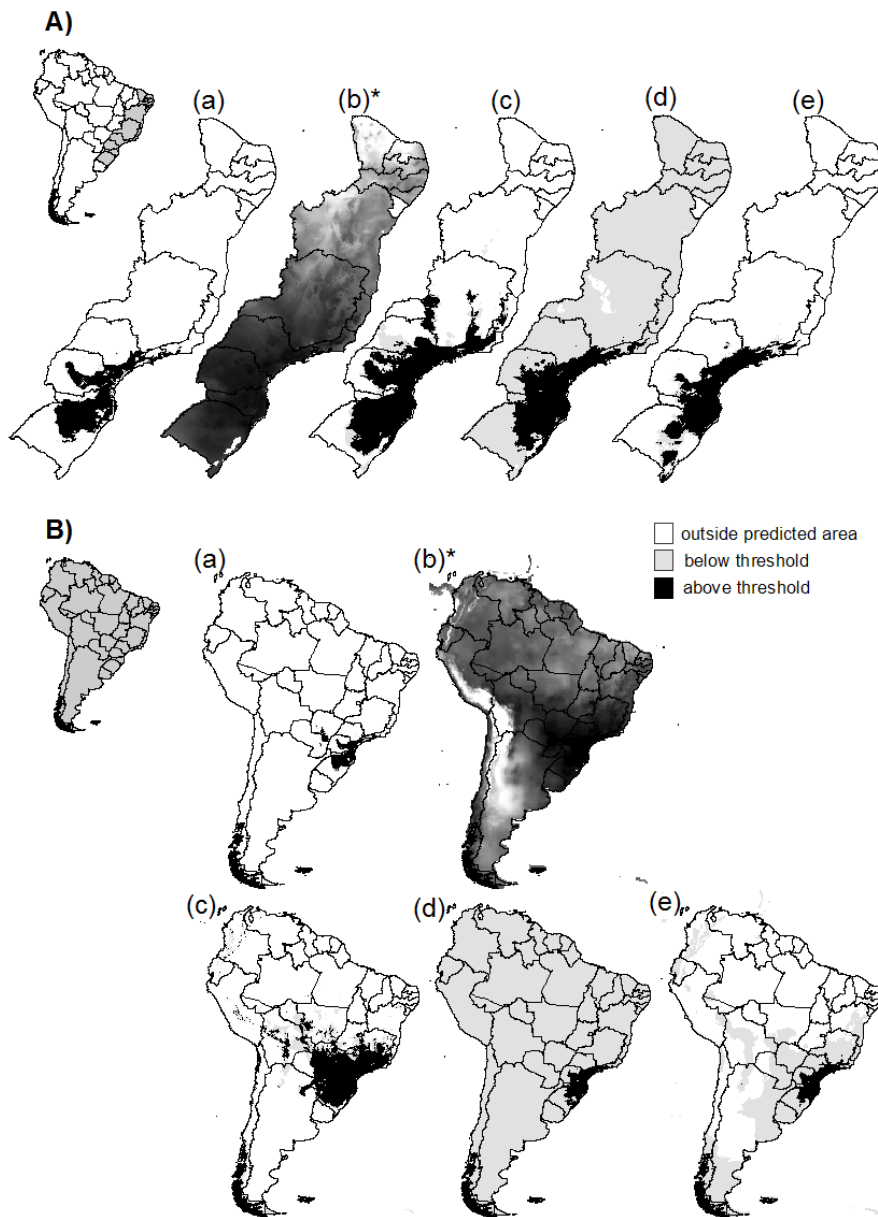 A)
(a)
(b)*
(c)
(d)
(e)
B)
(a)
(b)*
outside predicted area
below threshold
above threshold
(c)
(d)
(e)